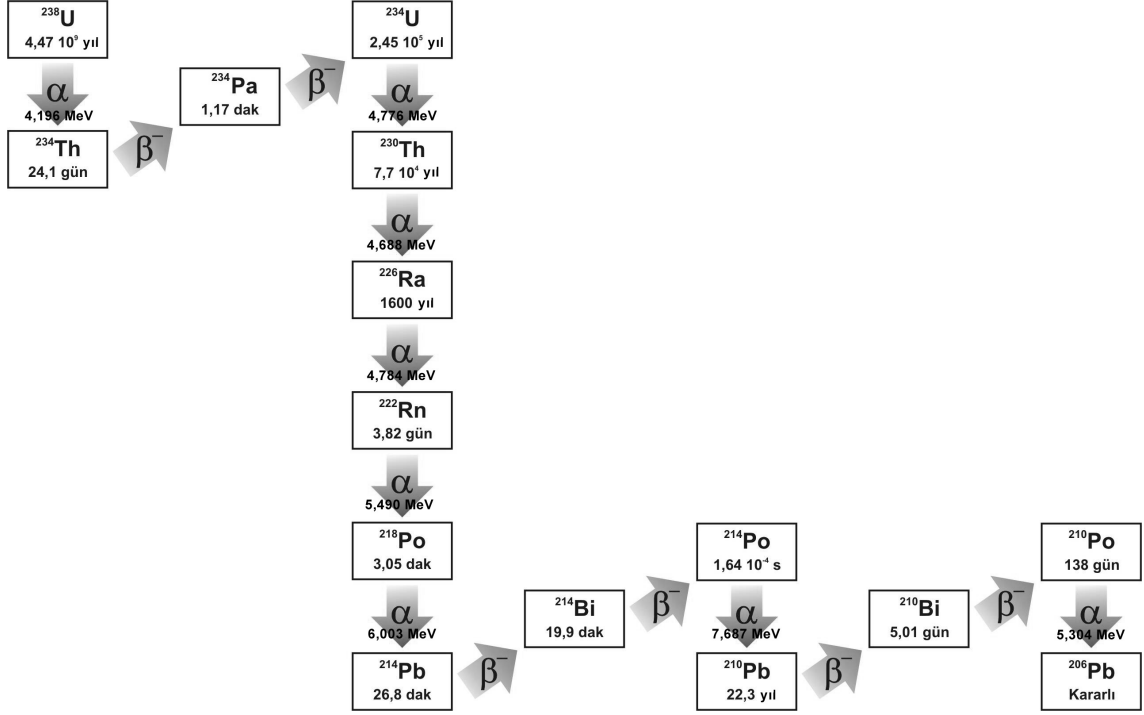 ²³⁸U
4,47 10⁹ yıl
α
4,196 MeV
²³⁴Th
24,1 gün
β⁻
²³⁴Pa
1,17 dak
β⁻
²³⁴U
2,45 10⁵ yıl
α
4,776 MeV
²³⁰Th
7,7 10⁴ yıl
α
4,688 MeV
²²⁶Ra
1600 yıl
α
4,784 MeV
²²²Rn
3,82 gün
α
5,490 MeV
²¹⁸Po
3,05 dak
α
6,003 MeV
²¹⁴Pb
26,8 dak
β⁻
²¹⁴Bi
19,9 dak
β⁻
²¹⁴Po
1,64 10⁻⁴ s
α
7,687 MeV
²¹⁰Pb
22,3 yıl
β⁻
²¹⁰Bi
5,01 gün
β⁻
²¹⁰Po
138 gün
α
5,304 MeV
²⁰⁶Pb
Kararlı